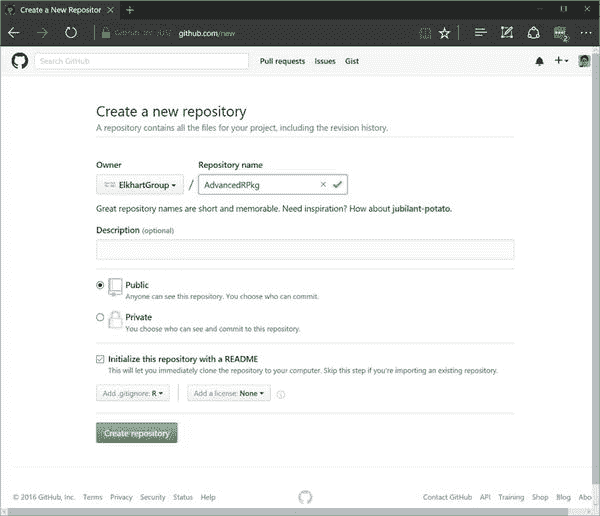 Create a New Repositor
github.com/new
2
Search GitHub
Pull requests Issues Gist
Create a new repository
A repository contains all the files for your project, including the revision history.
Owner Repository name
ElkhartGroup / AdvancedRPkg
Great repository names are short and memorable. Need inspiration? How about jubilant-potato.
Description (optional)
Public
Anyone can see this repository. You choose who can commit.
Private
You choose who can see and commit to this repository.
Initialize this repository with a README
This will let you immediately clone the repository to your computer. Skip this step if you're importing an existing repository.
Add .gitignore: R Add a license: None
Create repository
© 2016 GitHub, Inc. Terms Privacy Security Status Help Contact GitHub API Training Shop Blog Abo